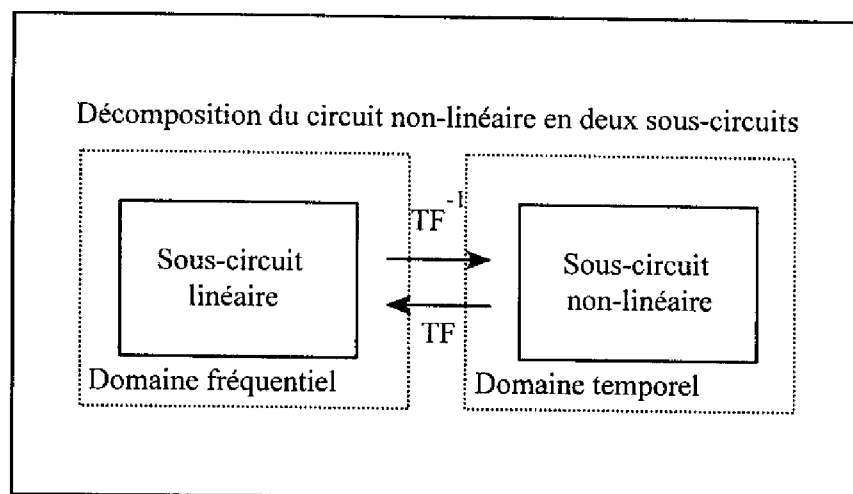 Décomposition du circuit non-linéaire en deux sous-circuits
TF-1
Sous-circuit
linéaire
Sous-circuit
non-linéaire
TF
Domaine fréquentiel
Domaine temporel